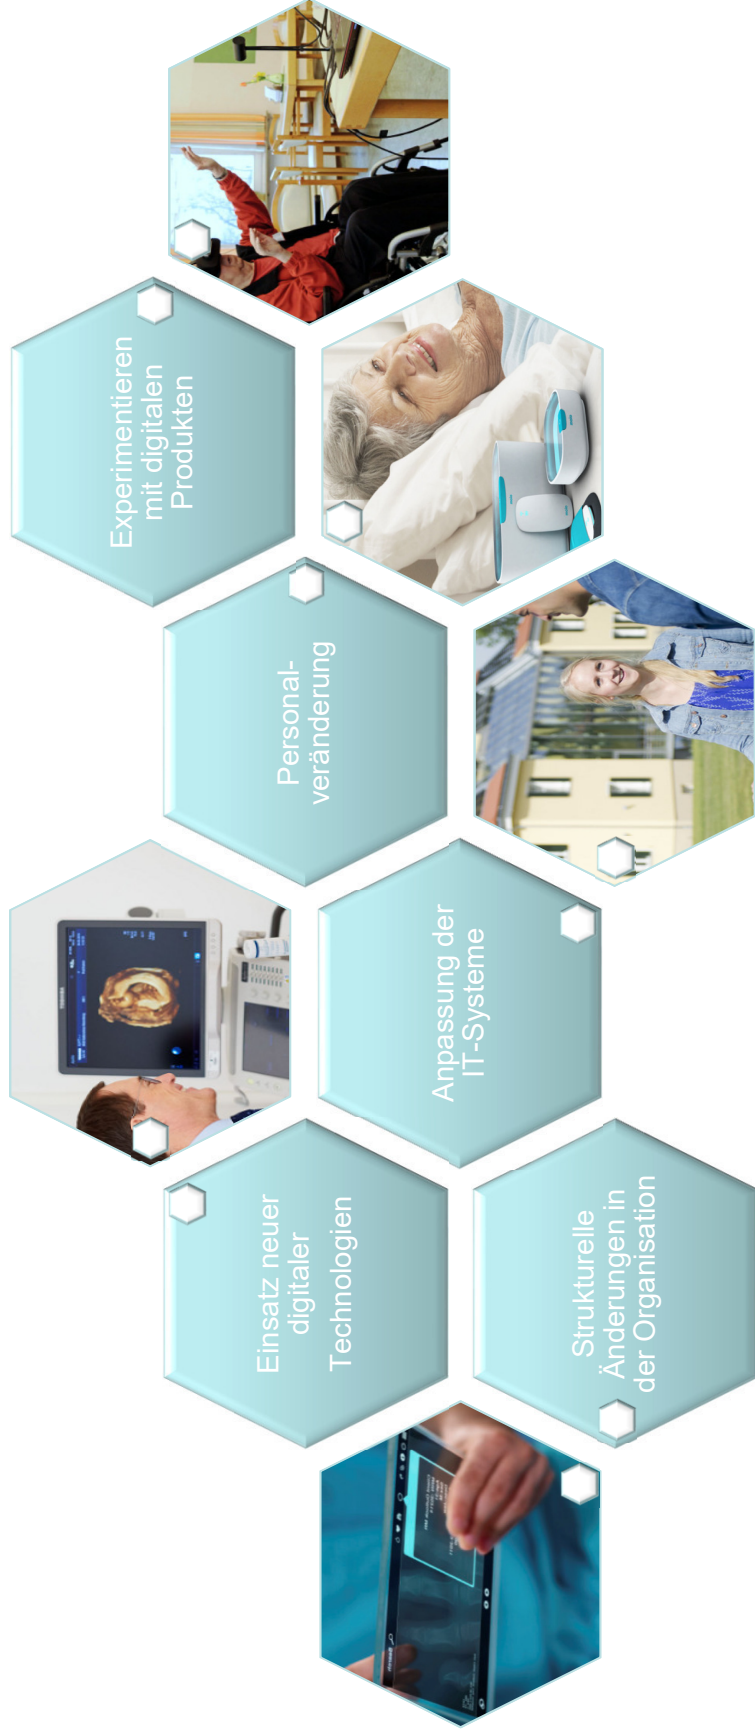 Einsatz neuer
digitaler
Technologien
Strukturelle
Änderungen in
der Organisation
Anpassung der
IT-Systeme
Personal-
veränderung
Experimentieren
mit digitalen
Produkten
TOSHIBA